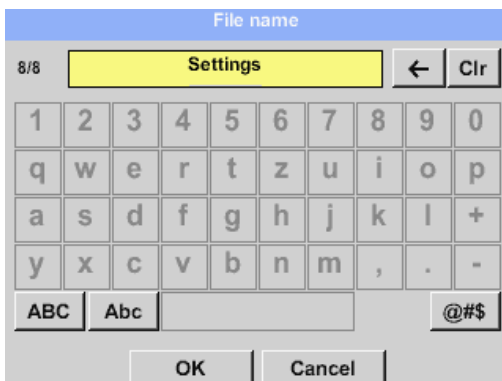 File name
8/8 Settings ← Clr
1 2 3 4 5 6 7 8 9 0
q w e r t z u i o p
a s d f g h j k l +
y x c v b n m , . -
ABC Abc @#$
OK Cancel